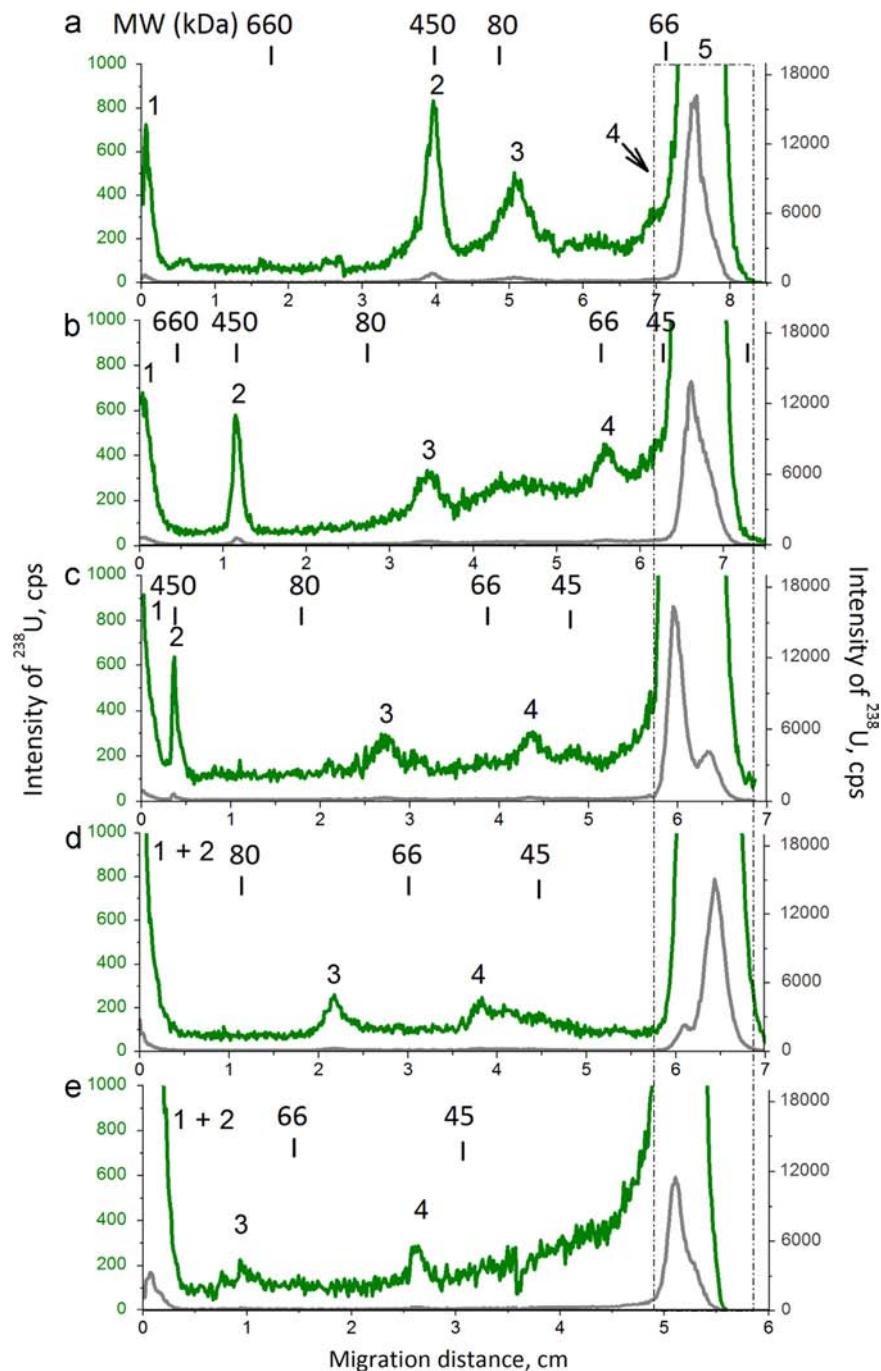 a MW (kDa) 660 450 80 66
1000 18000
1 2 5
800
4 12000
600 3
400 6000
200
0 0
0 1 2 3 4 5 6 7 8
b 660 450 80 66 45
1000 18000
1 2
800
12000
600 4
3
400 6000
200
0 0
0 1 2 3 4 5 6 7
c 450 80 66 45
1000 18000
1
2
800
12000
600
3 4
400 6000
200
0 0
0 1 2 3 4 5 6 7
d
1000 1 + 2 80 66 45 18000
800
12000
600
3 4
400 6000
200
0 0
0 1 2 3 4 5 6 7
e
1000 1 + 2 66 45 18000
800
12000
600
3 4
400 6000
200
0 0
0 1 2 3 4 5 6
Migration distance, cm
Intensity of ²³⁸U, cps
Intensity of ²³⁸U, cps